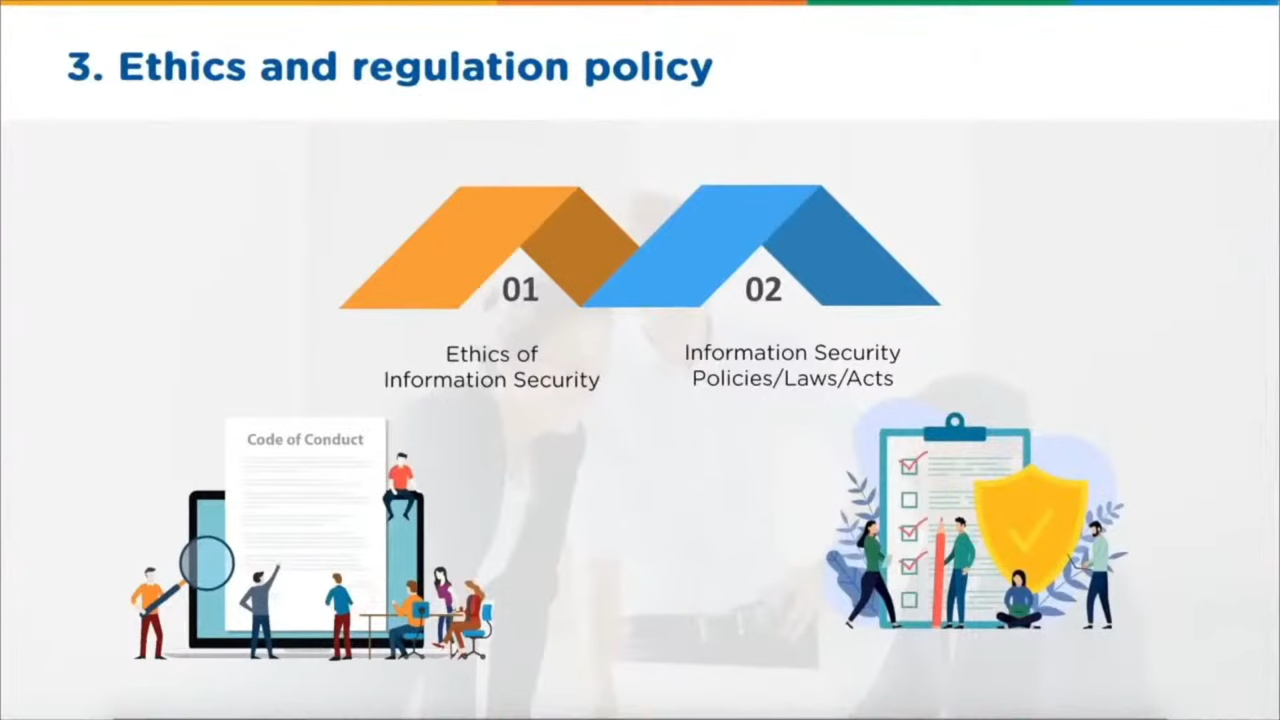 3. Ethics and regulation policy
01
02
Ethics of
Information Security
Information Security
Policies/Laws/Acts
Code of Conduct